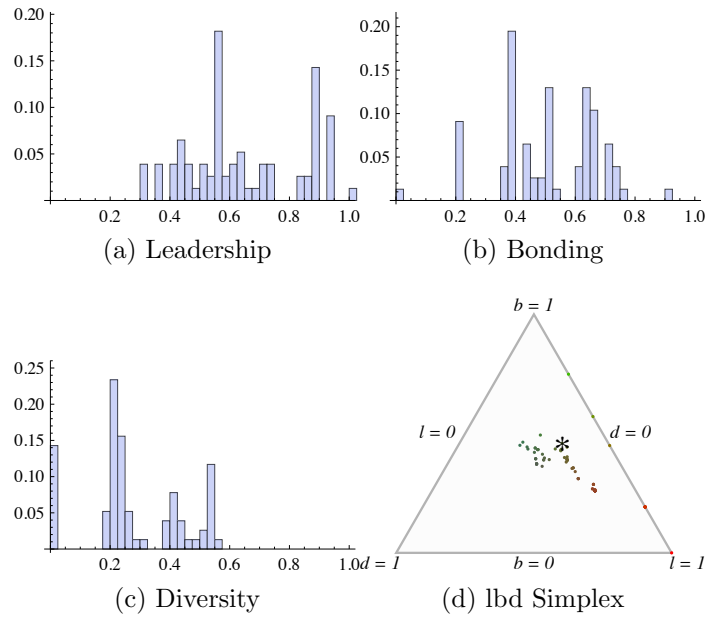 0.20
0.15
0.10
0.05
0.2 0.4 0.6 0.8 1.0
(a) Leadership
0.20
0.15
0.10
0.05
0.0 0.2 0.4 0.6 0.8 1.0
(b) Bonding
0.25
0.20
0.15
0.10
0.05
0.2 0.4 0.6 0.8 1.0
(c) Diversity
b = 1
l = 0
*
d = 0
d = 1
b = 0
l = 1
(d) lbd Simplex